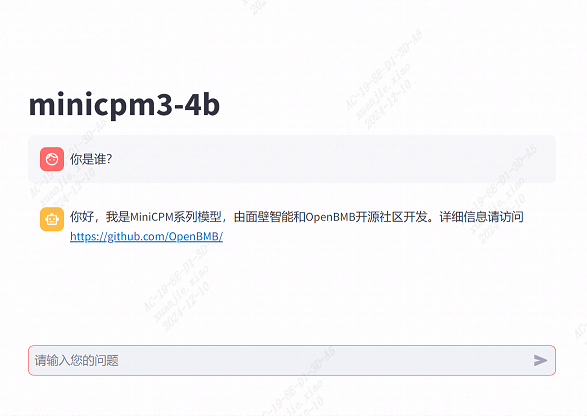 minicpm3-4b
你是谁？
你好，我是MiniCPM系列模型，由面壁智能和OpenBMB开源社区开发。详细信息请访问
https://github.com/OpenBMB/
请输入您的问题